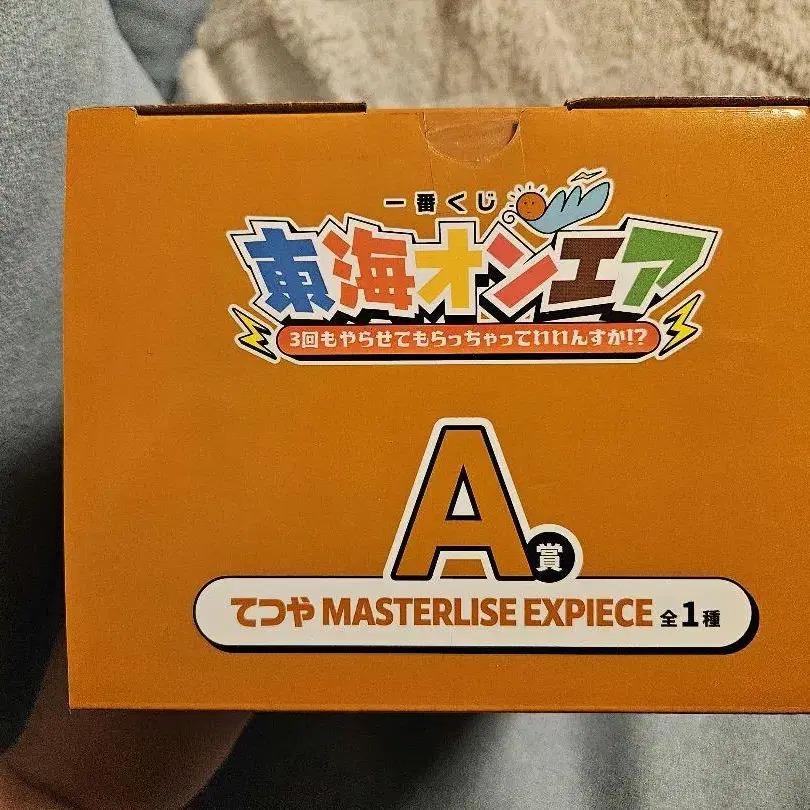 一番くじ
東海オンエア
3回もやらせてもらっちゃっていいんすか!?
A賞
てつや MASTERLISE EXPIECE 全1種